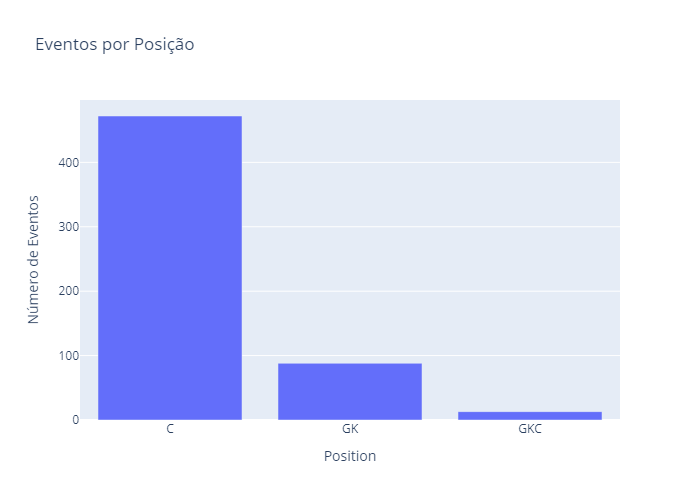 Eventos por Posição
Número de Eventos
400
300
200
100
0
C GK GKC
Position